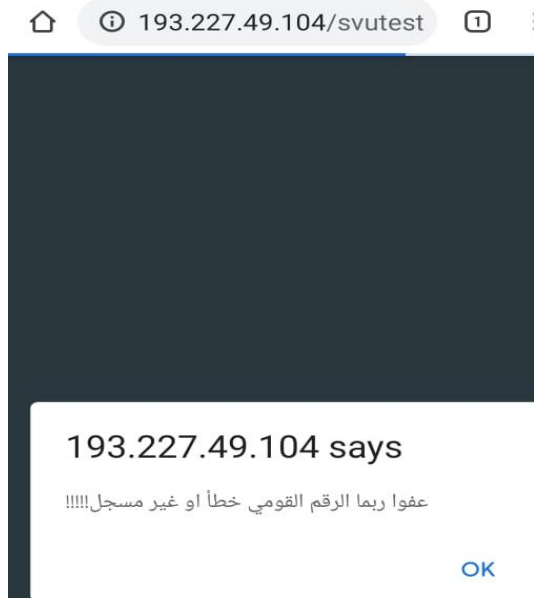 193.227.49.104/svutest
1
193.227.49.104 says
عفوا ربما الرقم القومي خطأ او غير مسجل!!!!!
OK